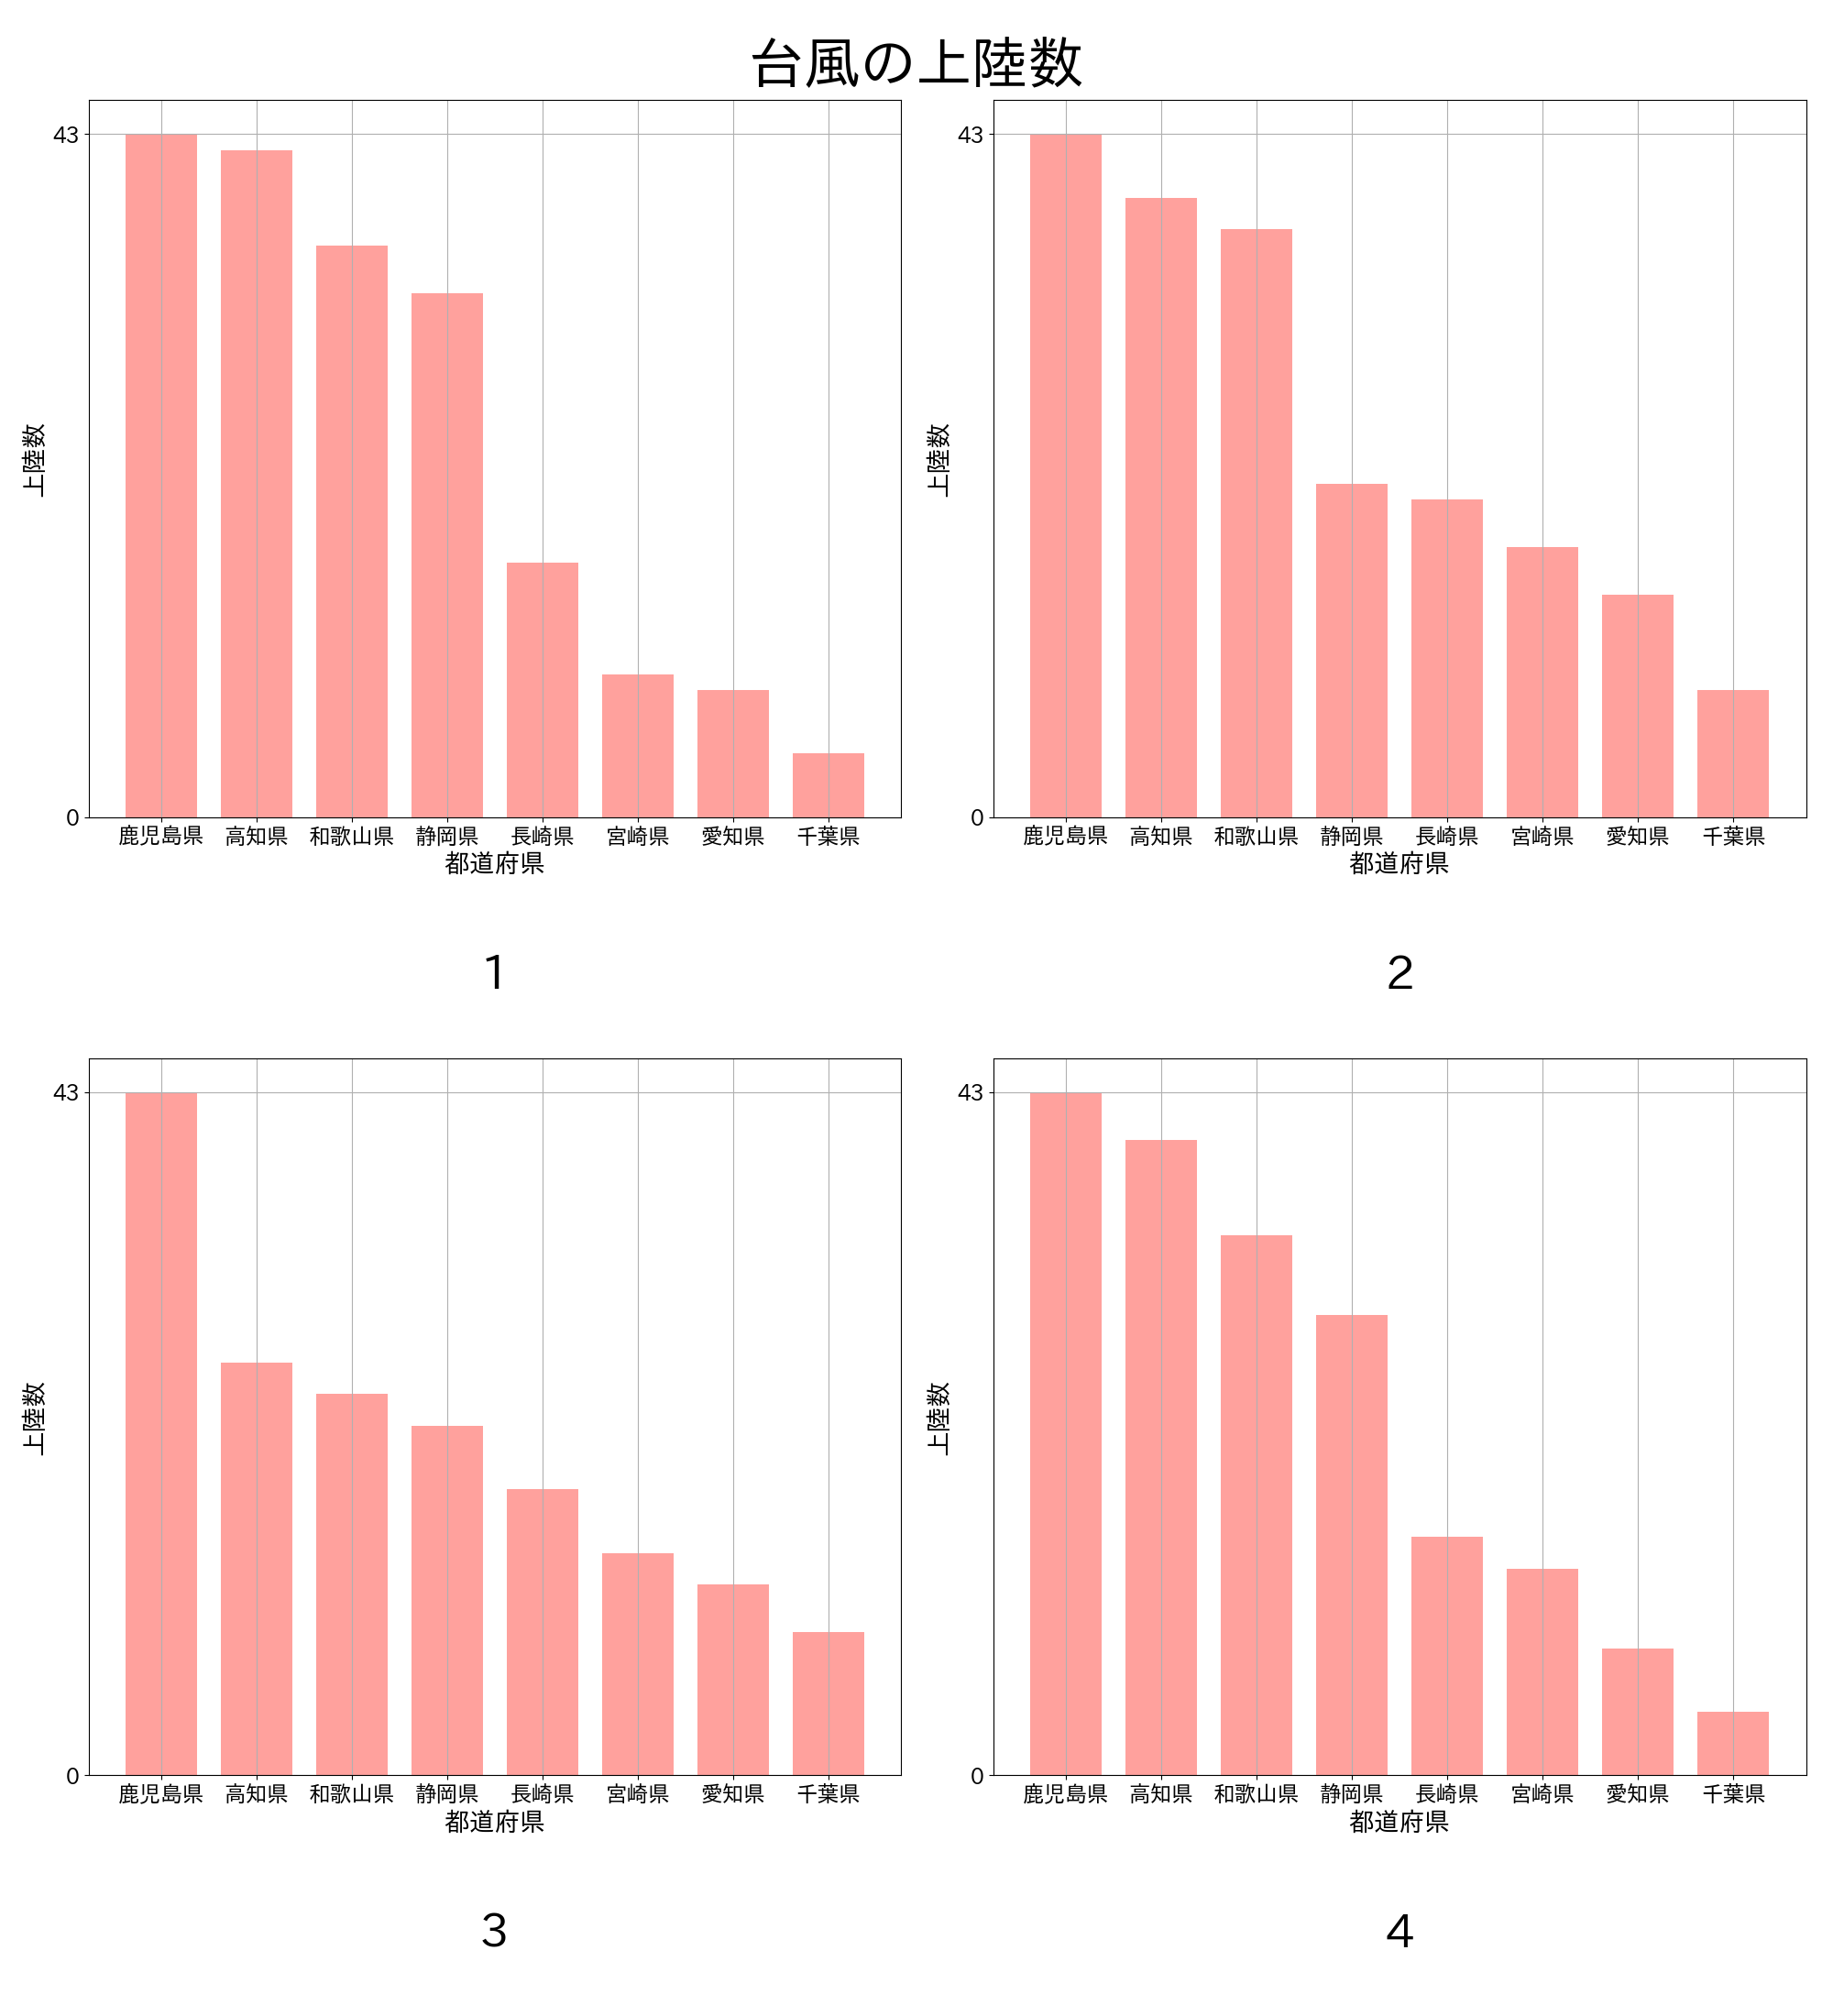 台風の上陸数
43
0
上陸数
鹿児島県 高知県 和歌山県 静岡県 長崎県 宮崎県 愛知県 千葉県
都道府県
1
43
0
上陸数
鹿児島県 高知県 和歌山県 静岡県 長崎県 宮崎県 愛知県 千葉県
都道府県
2
43
0
上陸数
鹿児島県 高知県 和歌山県 静岡県 長崎県 宮崎県 愛知県 千葉県
都道府県
3
43
0
上陸数
鹿児島県 高知県 和歌山県 静岡県 長崎県 宮崎県 愛知県 千葉県
都道府県
4